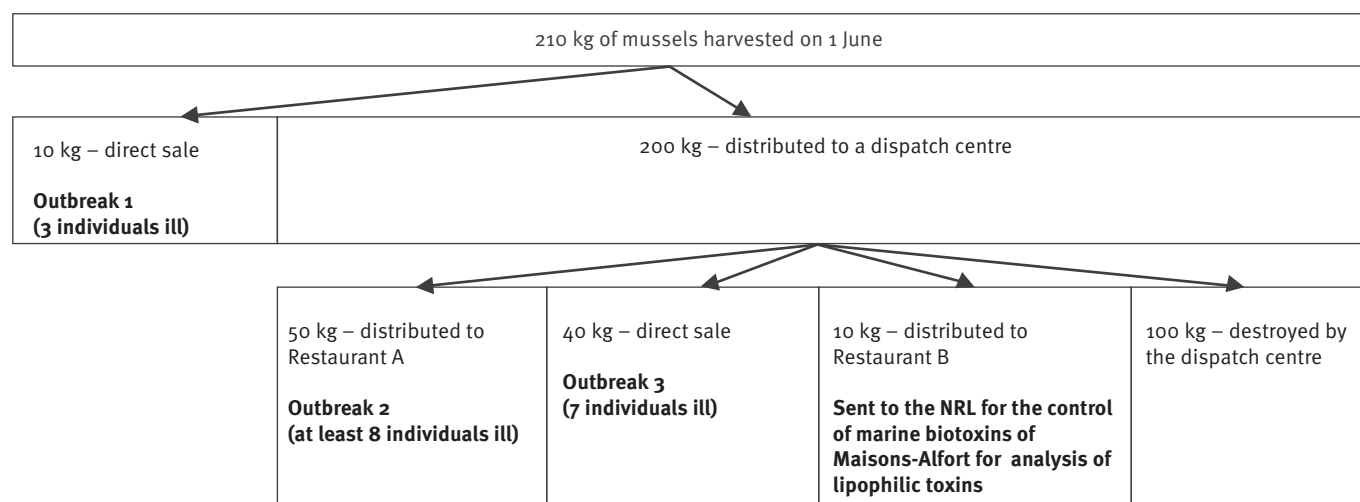 210 kg of mussels harvested on 1 June
10 kg – direct sale
Outbreak 1
(3 individuals ill)
200 kg – distributed to a dispatch centre
50 kg – distributed to
Restaurant A
Outbreak 2
(at least 8 individuals ill)
40 kg – direct sale
Outbreak 3
(7 individuals ill)
10 kg – distributed to
Restaurant B
Sent to the NRL for the control
of marine biotoxins of
Maisons-Alfort for analysis of
lipophilic toxins
100 kg – destroyed by
the dispatch centre